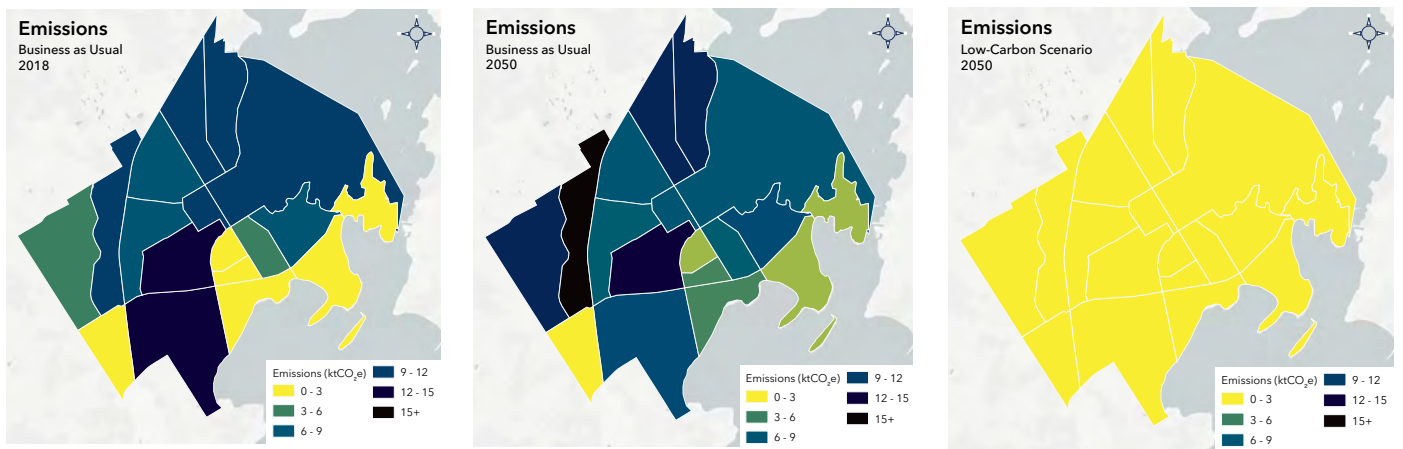 Emissions
Business as Usual
2018
Emissions (ktCO₂e)
0 - 3
3 - 6
6 - 9
9 - 12
12 - 15
15+
Emissions
Business as Usual
2050
Emissions (ktCO₂e)
0 - 3
3 - 6
6 - 9
9 - 12
12 - 15
15+
Emissions
Low-Carbon Scenario
2050
Emissions (ktCO₂e)
0 - 3
3 - 6
6 - 9
9 - 12
12 - 15
15+